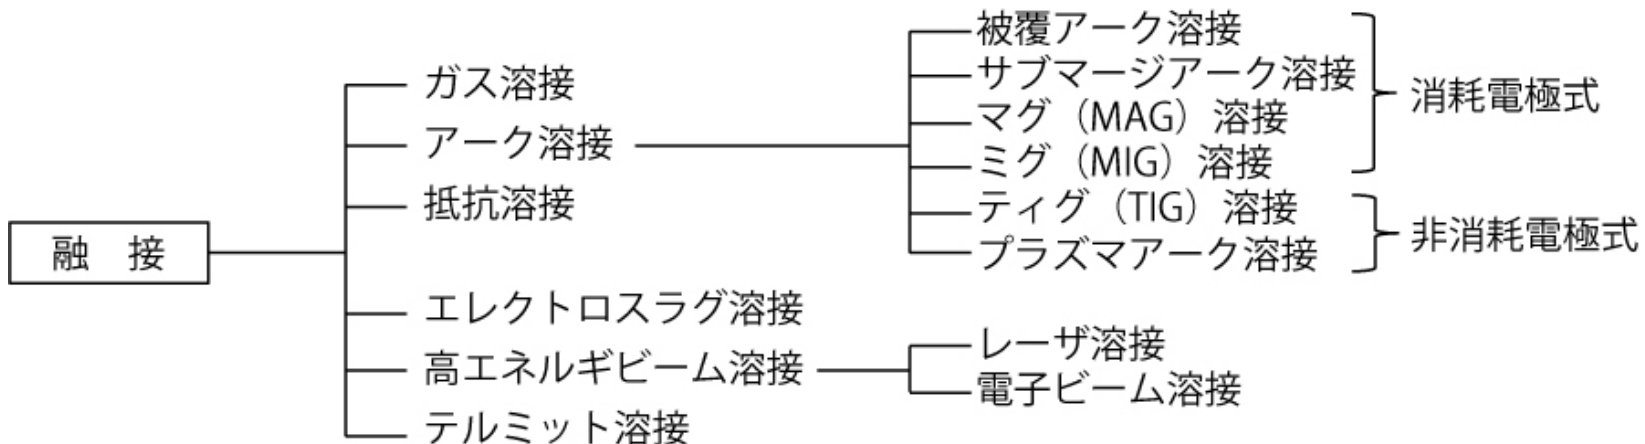 融　接
ガス溶接
アーク溶接
抵抗溶接
エレクトロスラグ溶接
高エネルギビーム溶接
テルミット溶接
被覆アーク溶接
サブマージアーク溶接
マグ（MAG）溶接
ミグ（MIG）溶接
ティグ（TIG）溶接
プラズマアーク溶接
消耗電極式
非消耗電極式
レーザ溶接
電子ビーム溶接